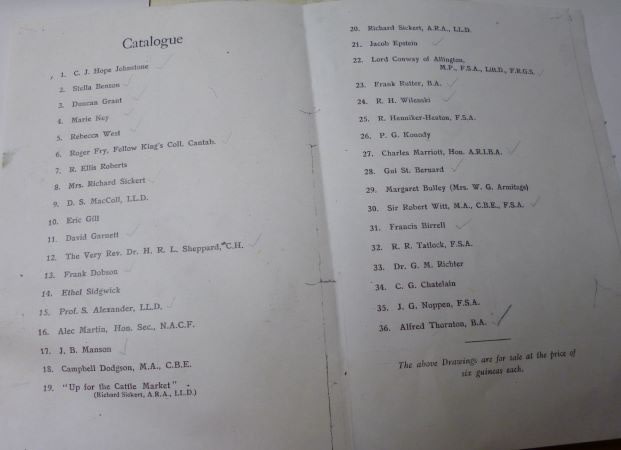 Catalogue
1. C. J. Hope Johnstone
2. Stella Benson
3. Duncan Grant
4. Marie Ney
5. Rebecca West
6. Roger Fry, Fellow King's Coll. Cantab.
7. R. Ellis Roberts
8. Mrs. Richard Sickert
9. D. S. MacColl, LL.D.
10. Eric Gill
11. David Garnett
12. The Very Rev. Dr. H. R. L. Sheppard, C.H.
13. Frank Dobson
14. Ethel Sidgwick
15. Prof. S. Alexander, LL.D.
16. Alec Martin, Hon. Sec., N.A.C.F.
17. J. B. Manson
18. Campbell Dodgson, M.A., C.B.E.
19. "Up for the Cattle Market"
(Richard Sickert, A.R.A., LL.D.)
20. Richard Sickert, A.R.A., LL.D.
21. Jacob Epstein
22. Lord Conway of Allington,
M.P., F.S.A., Litt.D., F.R.G.S.
23. Frank Rutter, B.A.
24. R. H. Wilenski
25. R. Henniker-Heaton, F.S.A.
26. P. G. Konody
27. Charles Marriott, Hon. A.R.I.B.A.
28. Gui St. Bernard
29. Margaret Bulley (Mrs. W. G. Armitage)
30. Sir Robert Witt, M.A., C.B.E., F.S.A.
31. Francis Birrell
32. R. R. Tatlock, F.S.A.
33. Dr. G. M. Richter
34. C. G. Chatelain
35. J. G. Noppen, F.S.A.
36. Alfred Thornton, B.A.
The above Drawings are for sale at the price of
six guineas each.